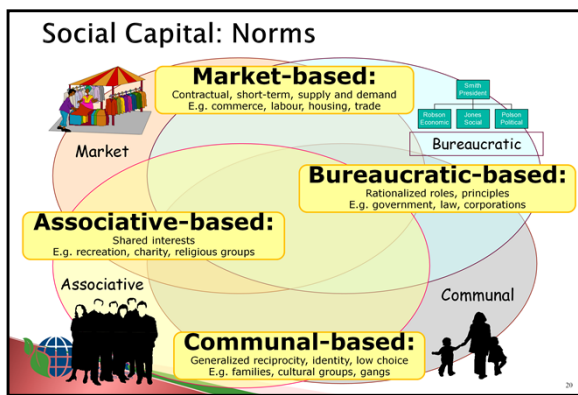 Social Capital: Norms
Market-based:
Contractual, short-term, supply and demand
E.g. commerce, labour, housing, trade
Smith
President
Robson
Economic
Jones
Social
Polson
Political
Market
Bureaucratic
Bureaucratic-based:
Rationalized roles, principles
E.g. government, law, corporations
Associative-based:
Shared interests
E.g. recreation, charity, religious groups
Associative
Communal
Communal-based:
Generalized reciprocity, identity, low choice
E.g. families, cultural groups, gangs
20